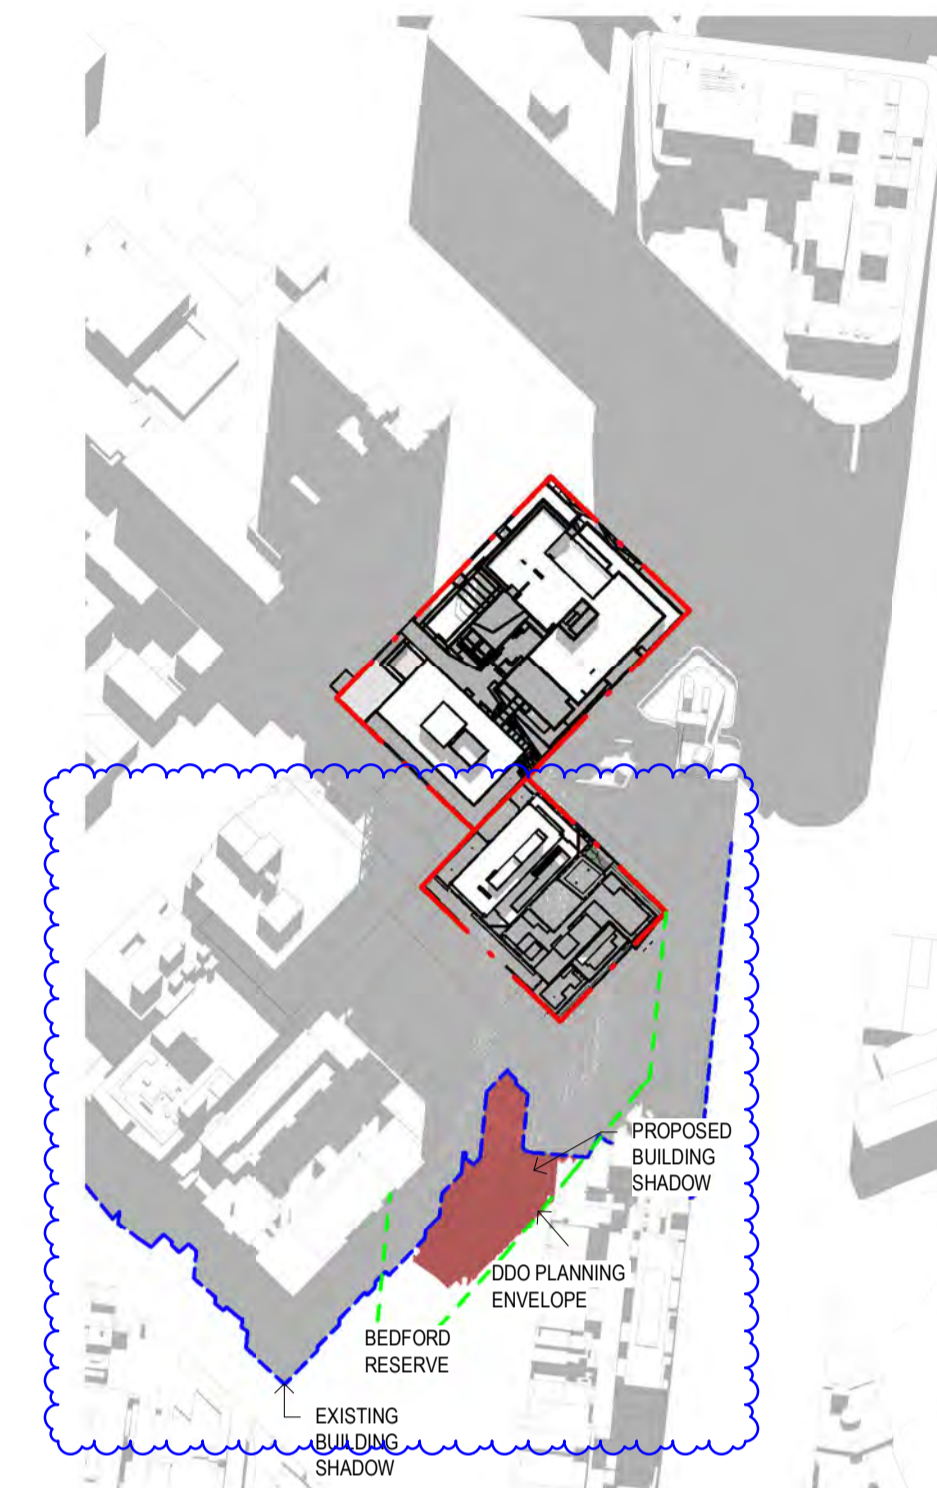 PROPOSED
BUILDING
SHADOW
DDO PLANNING
ENVELOPE
BEDFORD
RESERVE
EXISTING
BUILDING
SHADOW